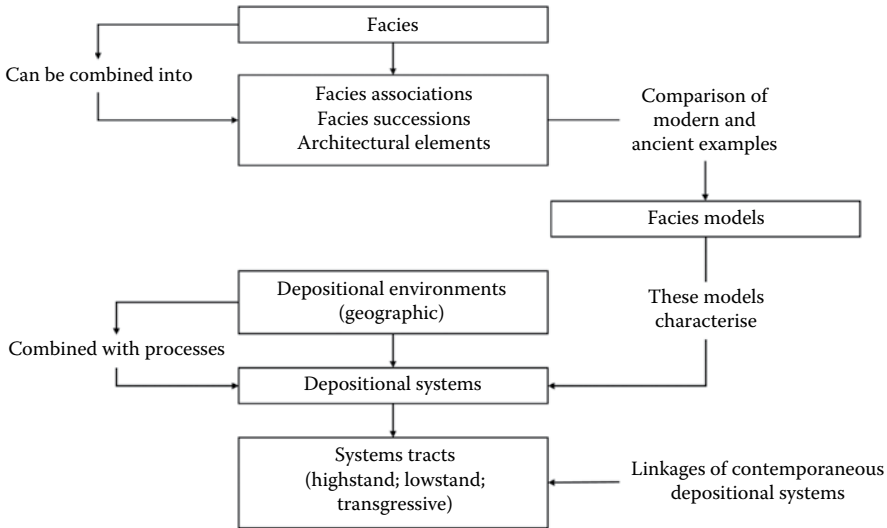 Facies
Can be combined into
Facies associations
Facies successions
Architectural elements
Comparison of
modern and
ancient examples
Facies models
Depositional environments
(geographic)
These models
characterise
Combined with processes
Depositional systems
Systems tracts
(highstand; lowstand;
transgressive)
Linkages of contemporaneous
depositional systems